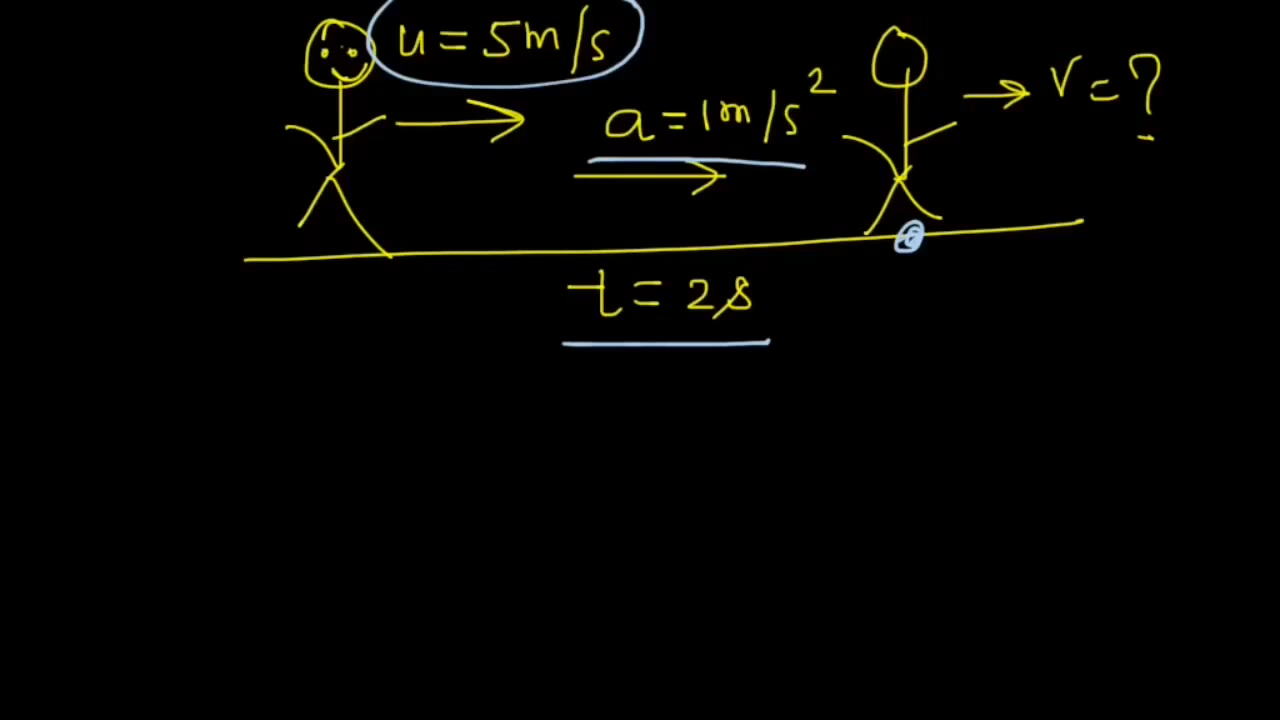 u = 5m/s
a = 1m/s²
v = ?
t = 2s